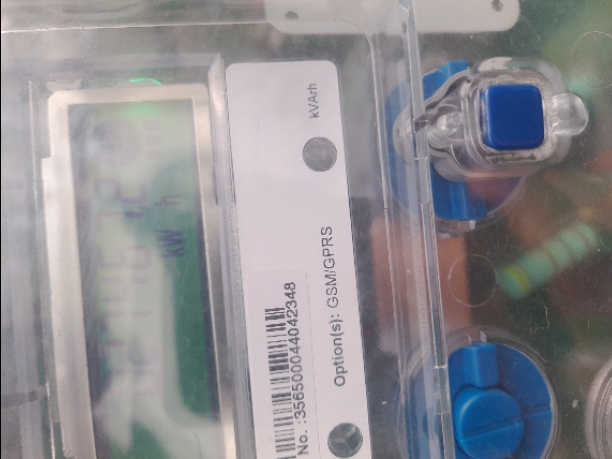 kVArh
Option(s): GSM/GPRS
No. :356500044042348
kW h